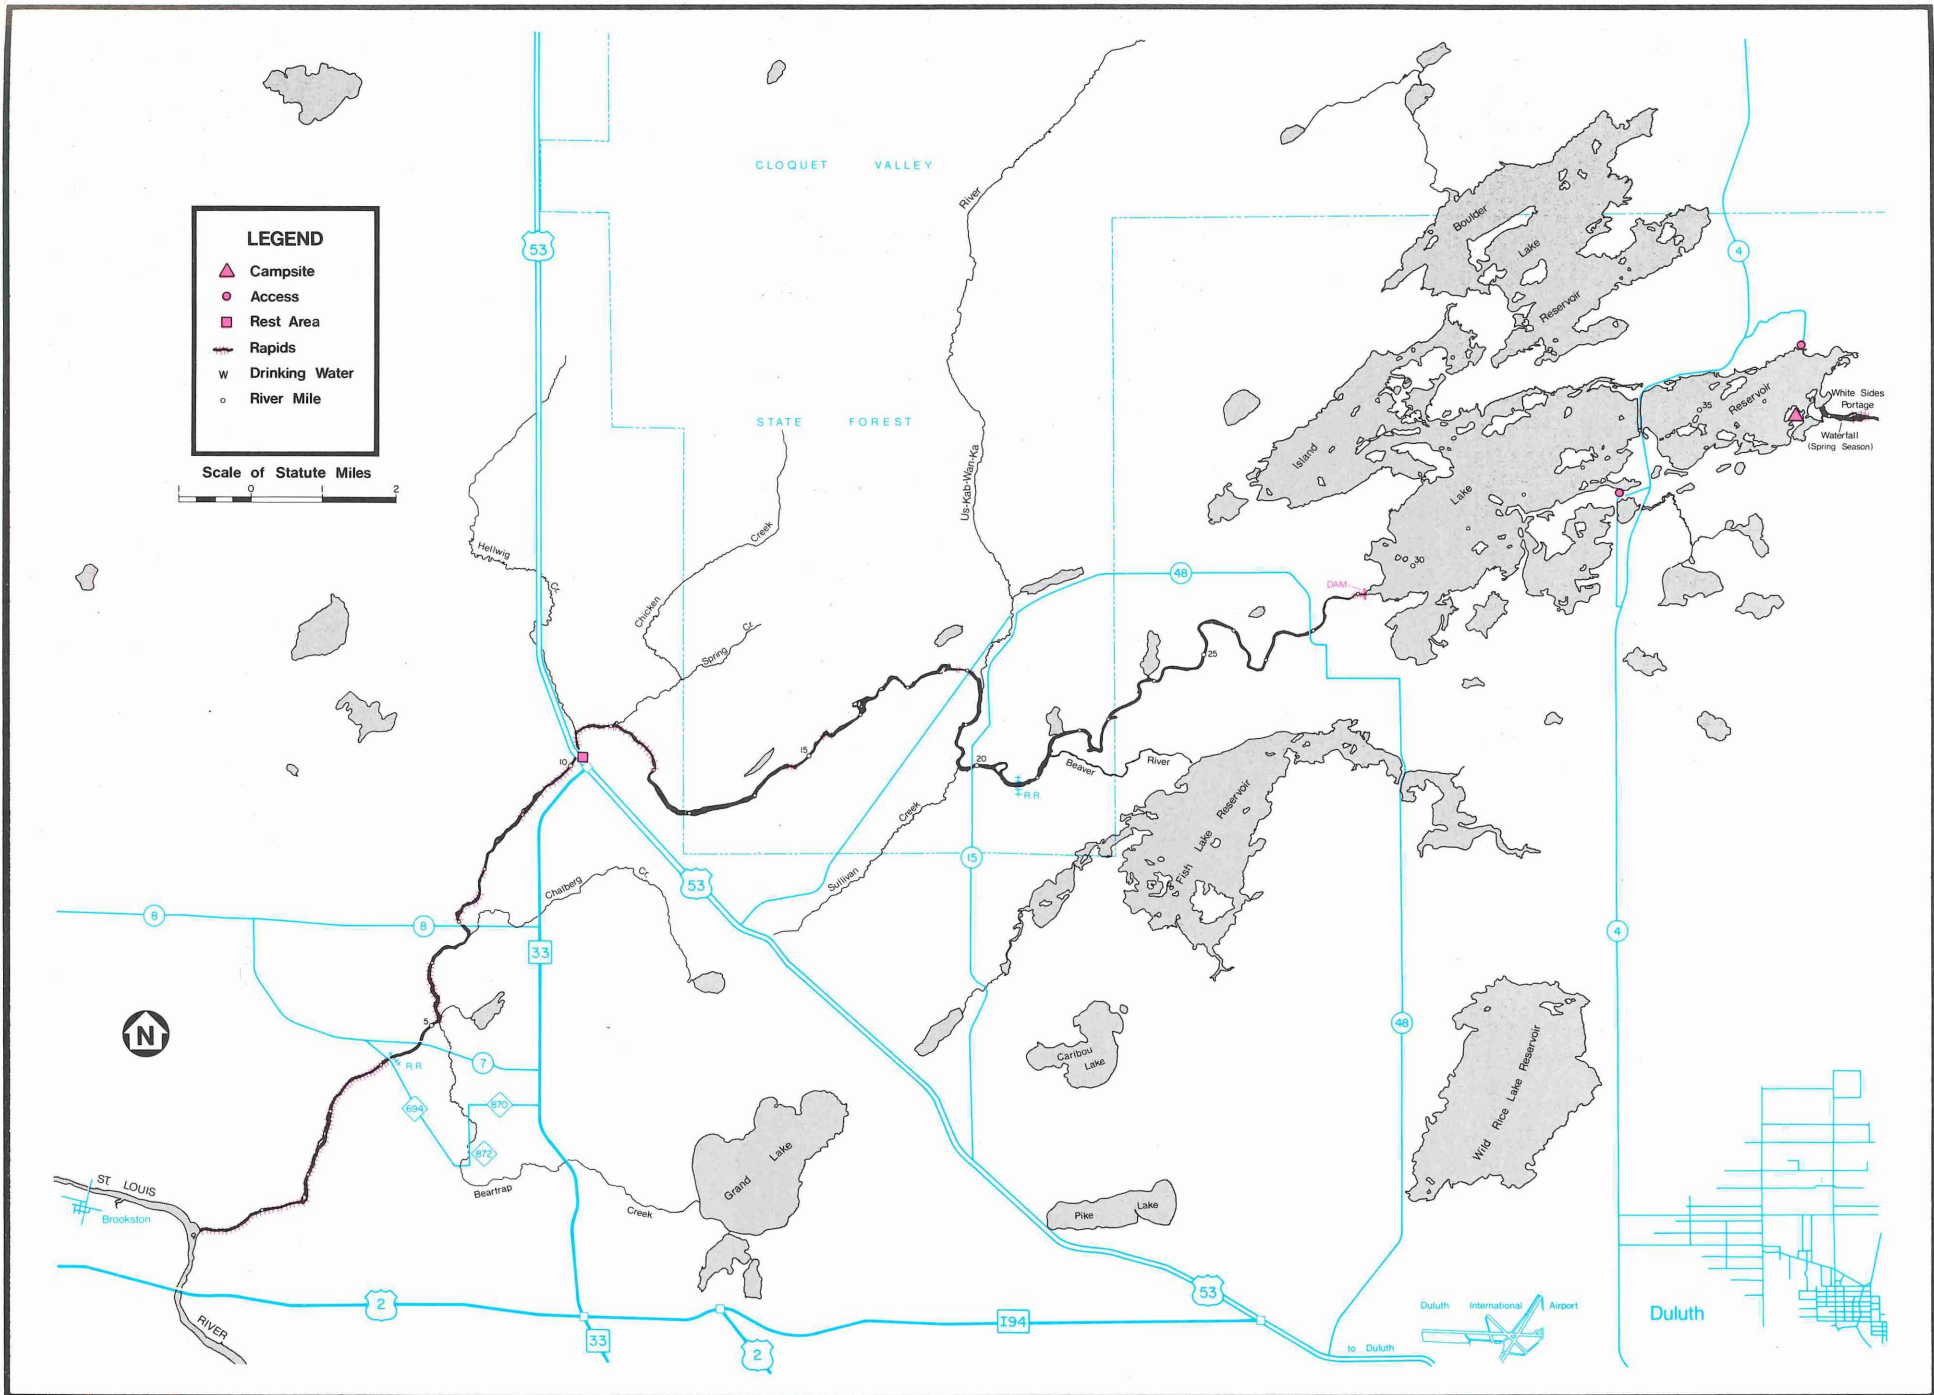 CLOQUET VALLEY
STATE FOREST
LEGEND
Campsite
Access
Rest Area
Rapids
W Drinking Water
River Mile
Scale of Statute Miles
1 0 1 2
53
River
Us-Kab-Wan-Ka
Boulder
Lake
Reservoir
4
Island
Lake
Reservoir
35
White Sides
Portage
Waterfall
(Spring Season)
30
DAM
48
Hellwig
Cr.
Creek
Chicken
Spring
Cr.
25
20
15
10
R.R.
Beaver
River
Fish Lake Reservoir
Creek
Sullivan
15
53
Chalberg
Cr.
8
8
33
N
5
R.R.
7
694
870
872
Caribou
Lake
48
4
Wild Rice Lake Reservoir
Grand
Lake
Beartrap
Creek
Pike
Lake
ST. LOUIS
RIVER
Brookston
2
33
2
I94
53
to Duluth
Duluth International Airport
Duluth